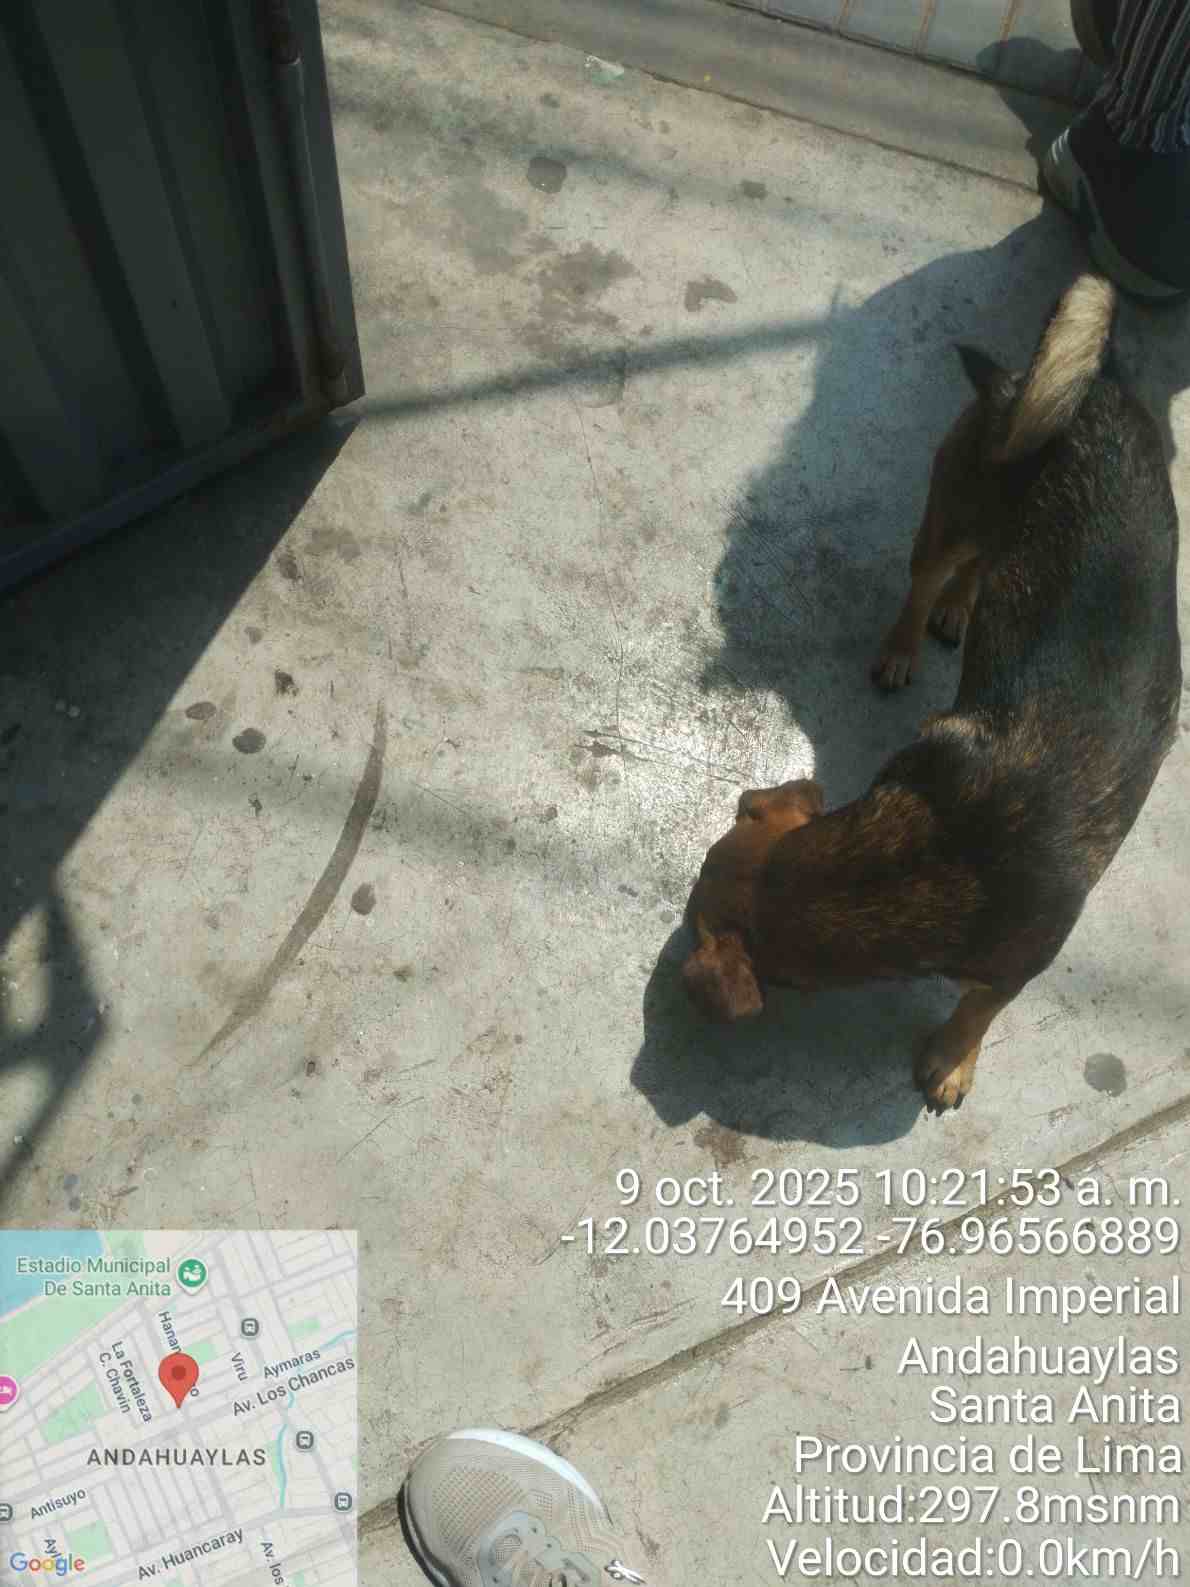 9 oct. 2025 10:21:53 a. m.
-12.03764952 -76.96566889
409 Avenida Imperial
Andahuaylas
Santa Anita
Provincia de Lima
Altitud:297.8msnm
Velocidad:0.0km/h
Estadio Municipal
De Santa Anita
Viru
Aymaras
La Fortaleza
C. Chavin
Av. Los Chancas
ANDAHUAYLAS
Antisuyo
Av. Huancaray
Av. los
Google